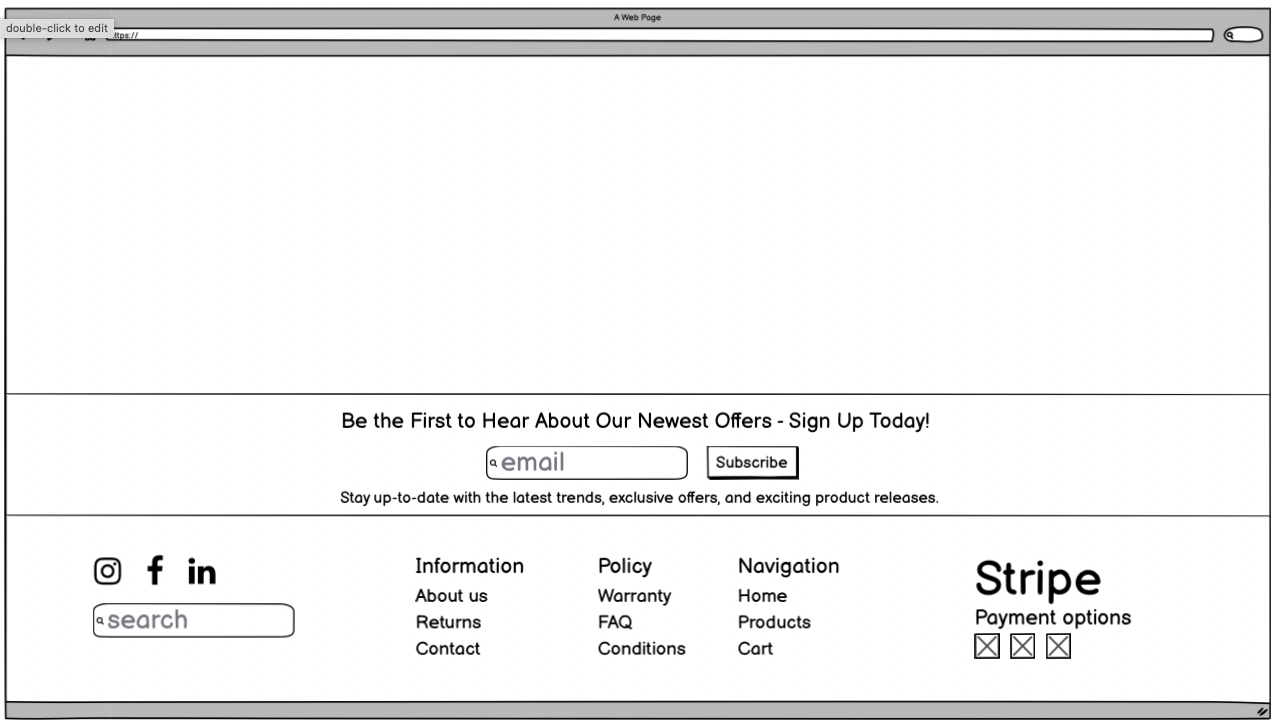 A Web Page
double-click to edit
ttps://
Be the First to Hear About Our Newest Offers - Sign Up Today!
email
Subscribe
Stay up-to-date with the latest trends, exclusive offers, and exciting product releases.
f in
search
Information
About us
Returns
Contact
Policy
Warranty
FAQ
Conditions
Navigation
Home
Products
Cart
Stripe
Payment options